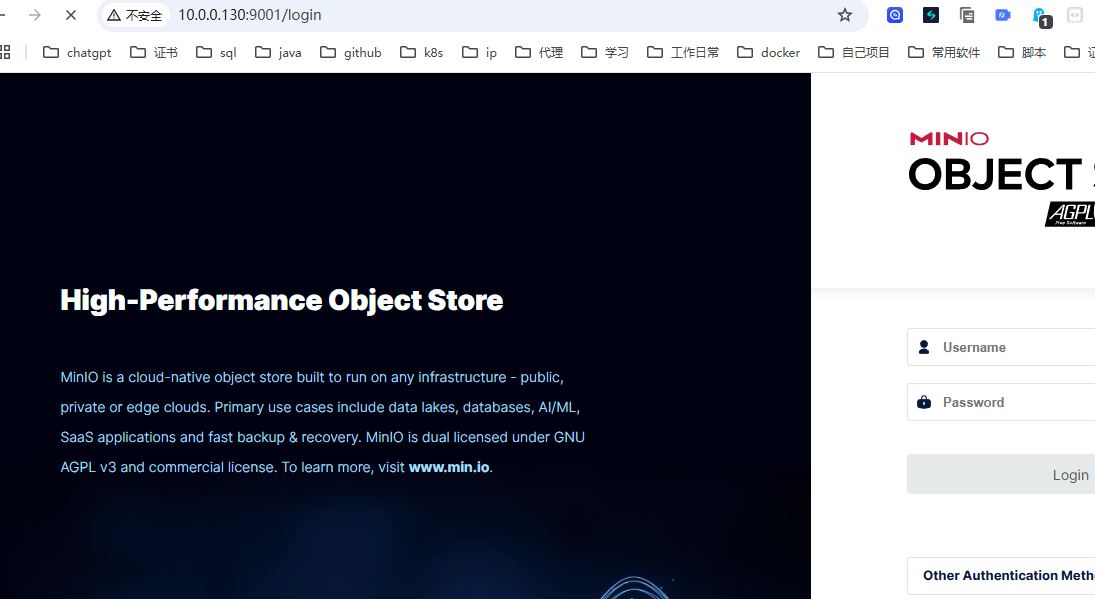 不安全 10.0.0.130:9001/login 1
chatgpt 证书 sql java github k8s ip 代理 学习 工作日常 docker 自己项目 常用软件 脚本
MINIO
OBJECT
AGPL
Free Software
High-Performance Object Store
MinIO is a cloud-native object store built to run on any infrastructure - public,
private or edge clouds. Primary use cases include data lakes, databases, AI/ML,
SaaS applications and fast backup & recovery. MinIO is dual licensed under GNU
AGPL v3 and commercial license. To learn more, visit www.min.io.
Username
Password
Login
Other Authentication Meth